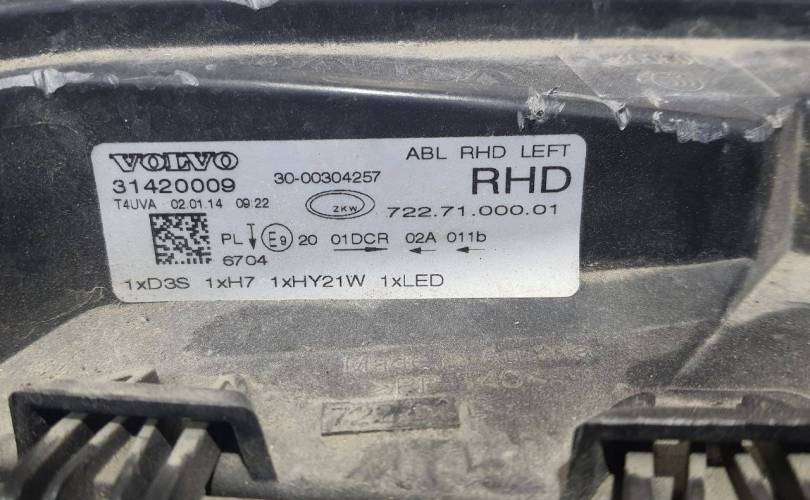 VOLVO
31420009
30-00304257
ABL RHD LEFT
RHD
T4UVA 02.01.14 09:22
ZKW
722.71.000.01
PL E9 20 01DCR 02A 011b
6704
1xD3S 1xH7 1xHY21W 1xLED
Made